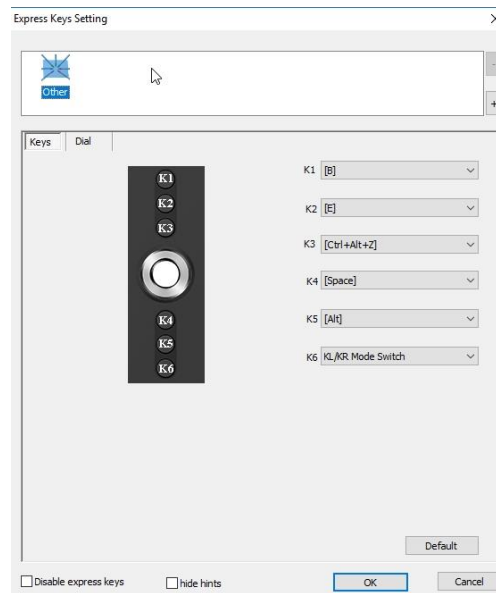 Express Keys Setting
Other
+
Keys Dial
K1
K2
K3
K4
K5
K6
K1 [B]
K2 [E]
K3 [Ctrl+Alt+Z]
K4 [Space]
K5 [Alt]
K6 KL/KR Mode Switch
Default
Disable express keys hide hints OK Cancel